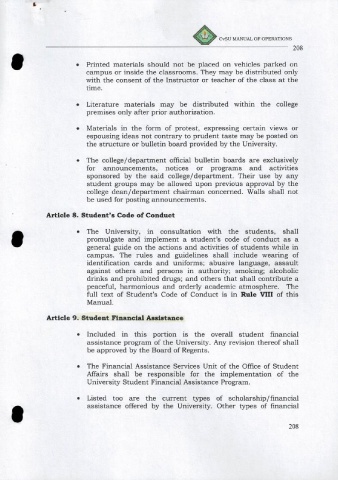 CvSU MANUAL OF OPERATIONS
208
• Printed materials should not be placed on vehicles parked on
campus or inside the classrooms. They may be distributed only
with the consent of the Instructor or teacher of the class at the
time.
• Literature materials may be distributed within the college
premises only after prior authorization.
• Materials in the form of protest, expressing certain views or
espousing ideas not contrary to prudent taste may be posted on
the structure or bulletin board provided by the University.
• The college/department official bulletin boards are exclusively
for announcements, notices or programs and activities
sponsored by the said college/department. Their use by any
student groups may be allowed upon previous approval by the
college dean/department chairman concerned. Walls shall not
be used for posting announcements.
Article 8. Student's Code of Conduct
• The University, in consultation with the students, shall
promulgate and implement a student's code of conduct as a
general guide on the actions and activities of students while in
campus. The rules and guidelines shall include wearing of
identification cards and uniforms; abusive language, assault
against others and persons in authority; smoking; alcoholic
drinks and prohibited drugs; and others that shall contribute a
peaceful, harmonious and orderly academic atmosphere. The
full text of Student's Code of Conduct is in Rule VIII of this
Manual.
Article 9. Student Financial Assistance
• Included in this portion is the overall student financial
assistance program of the University. Any revision thereof shall
be approved by the Board of Regents.
• The Financial Assistance Services Unit of the Office of Student
Affairs shall be responsible for the implementation of the
University Student Financial Assistance Program.
• Listed too are the current types of scholarship/financial
assistance offered by the University. Other types of financial
208